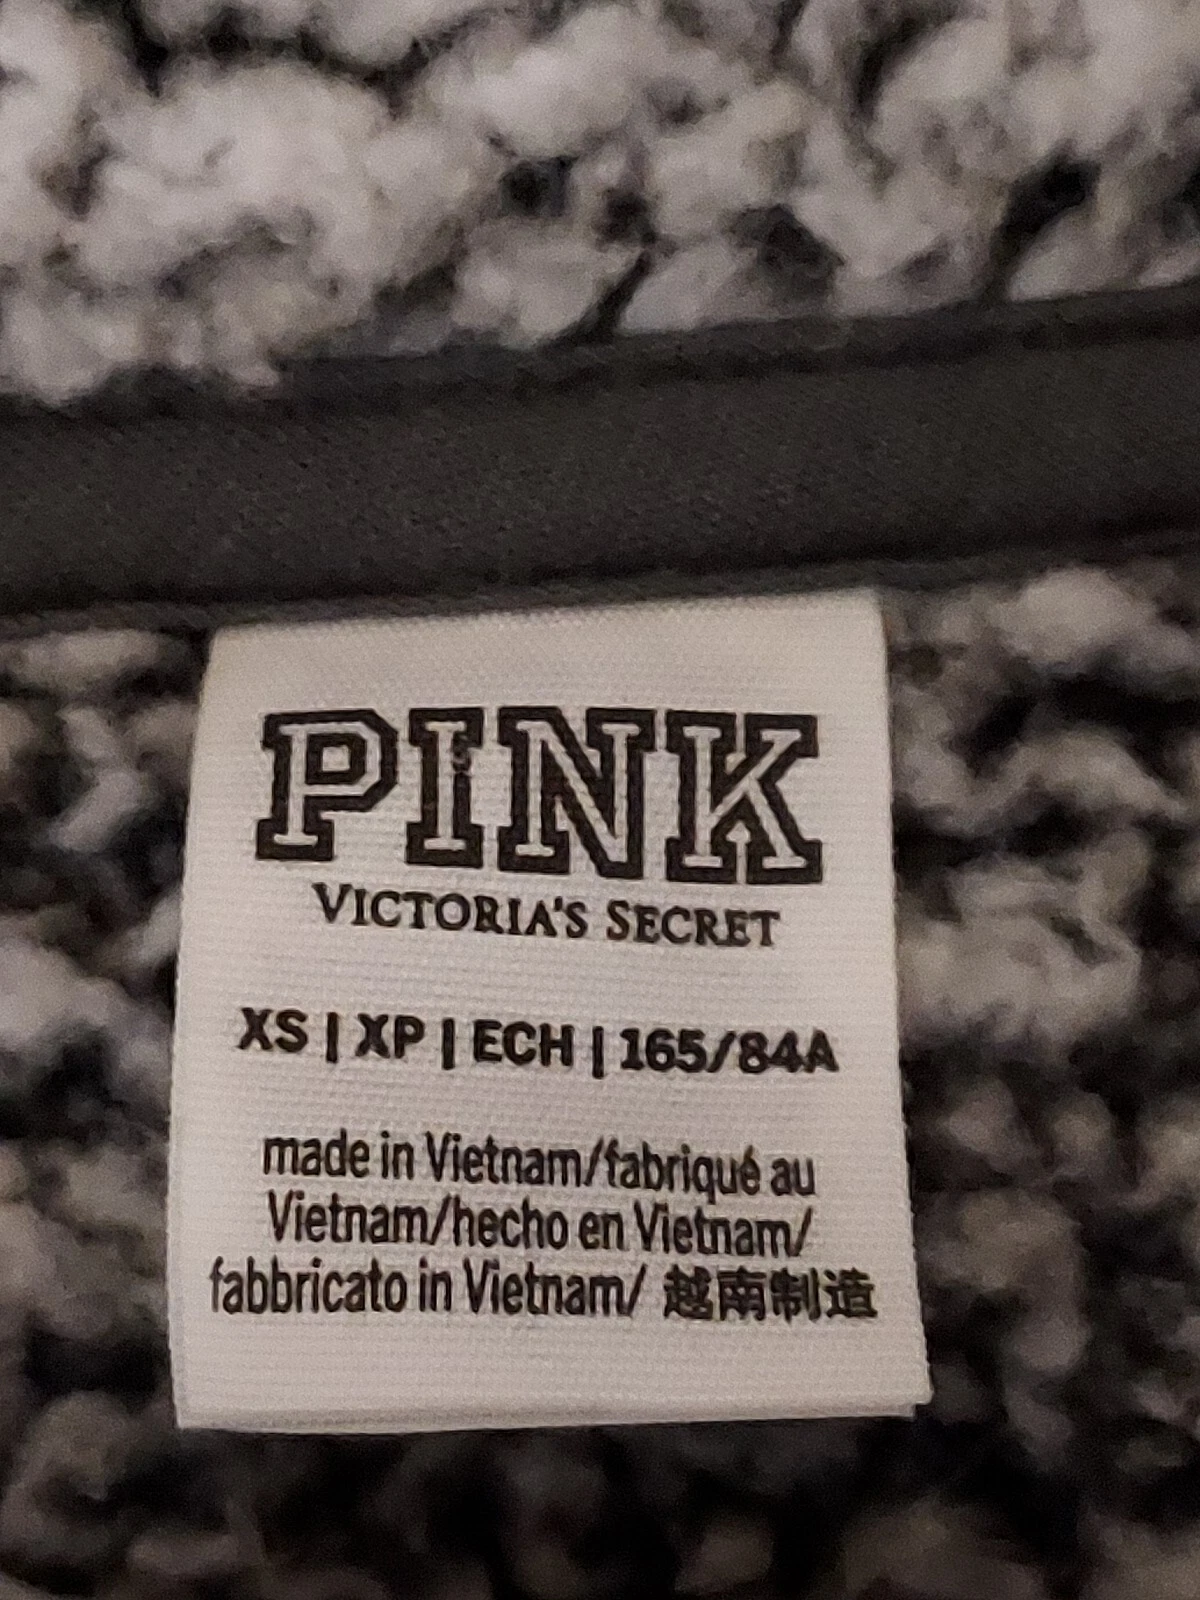 PINK
VICTORIA'S SECRET
XS | XP | ECH | 165/84A
made in Vietnam/fabriqué au
Vietnam/hecho en Vietnam/
fabbricato in Vietnam/ 越南制造